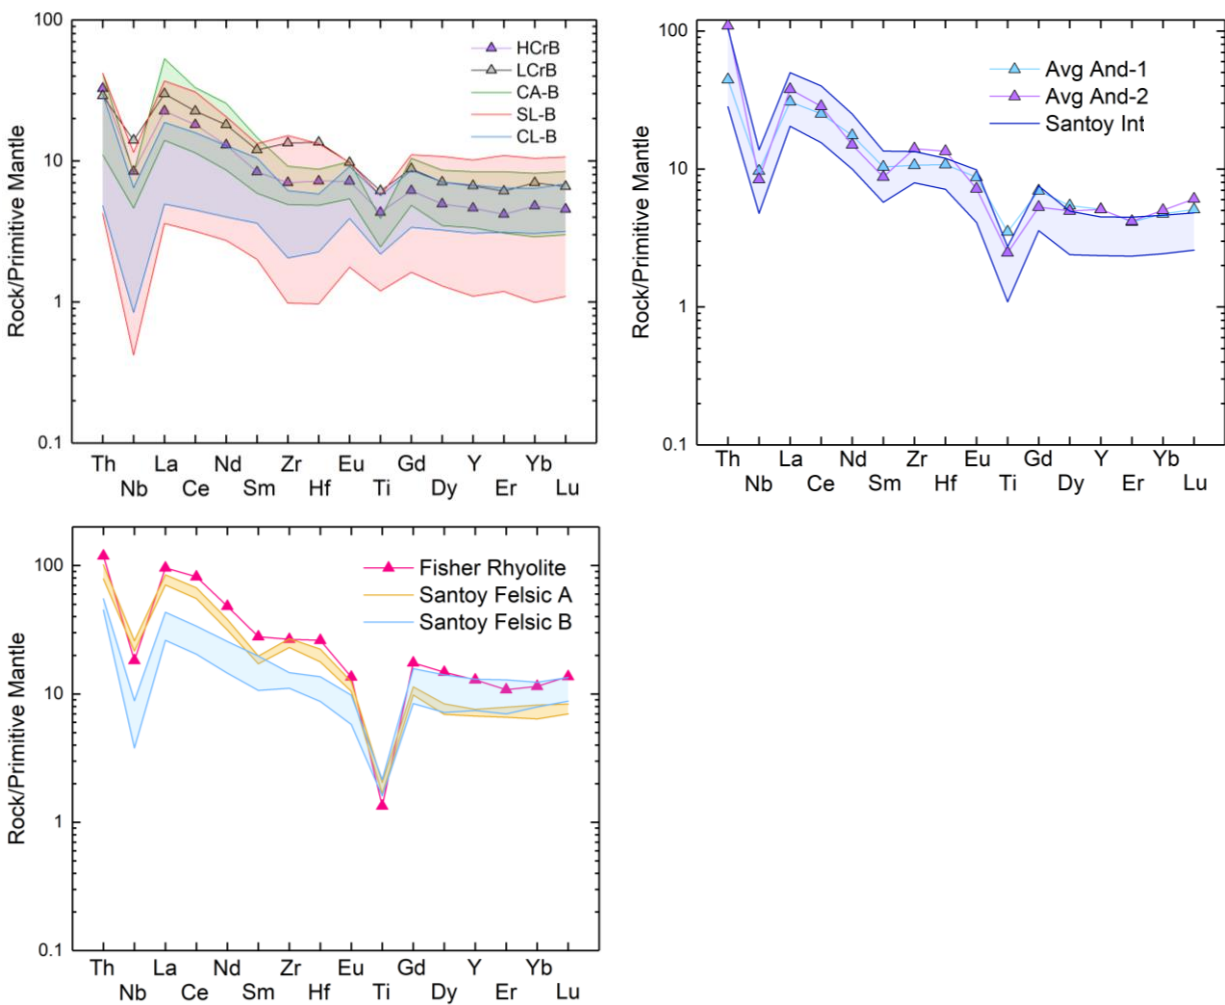 100
10
1
0.1
Rock/Primitive Mantle
HCrB
LCrB
CA-B
SL-B
CL-B
Th La Nd Zr Eu Gd Y Yb
Nb Ce Sm Hf Ti Dy Er Lu
100
10
1
0.1
Rock/Primitive Mantle
Avg And-1
Avg And-2
Santoy Int
Th La Nd Zr Eu Gd Y Yb
Nb Ce Sm Hf Ti Dy Er Lu
100
10
1
0.1
Rock/Primitive Mantle
Fisher Rhyolite
Santoy Felsic A
Santoy Felsic B
Th La Nd Zr Eu Gd Y Yb
Nb Ce Sm Hf Ti Dy Er Lu